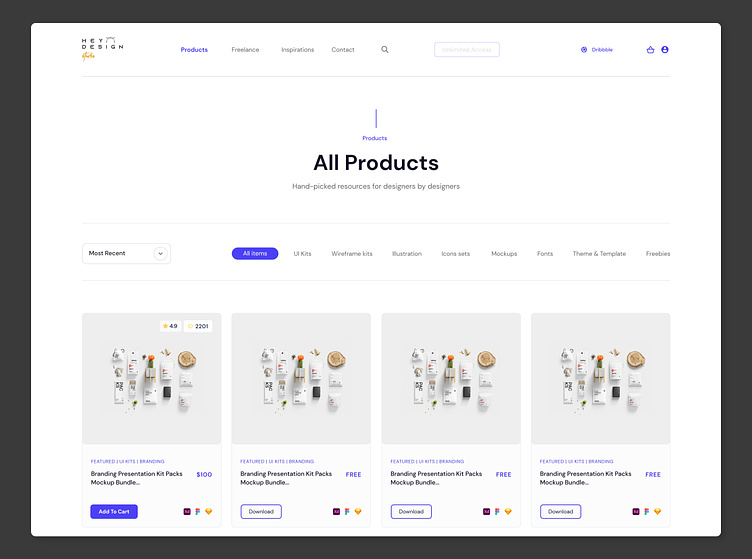 HEY
DESIGN
studio
Products
Freelance
Inspirations
Contact
Unlimited Access
Dribbble
Products
All Products
Hand-picked resources for designers by designers
Most Recent
All items
UI Kits
Wireframe kits
Illustration
Icons sets
Mockups
Fonts
Theme & Template
Freebies
4.9
2201
FEATURED | UI KITS | BRANDING
Branding Presentation Kit Packs
Mockup Bundle...
$100
Add To Cart
FEATURED | UI KITS | BRANDING
Branding Presentation Kit Packs
Mockup Bundle...
FREE
Download
FEATURED | UI KITS | BRANDING
Branding Presentation Kit Packs
Mockup Bundle...
FREE
Download
FEATURED | UI KITS | BRANDING
Branding Presentation Kit Packs
Mockup Bundle...
FREE
Download